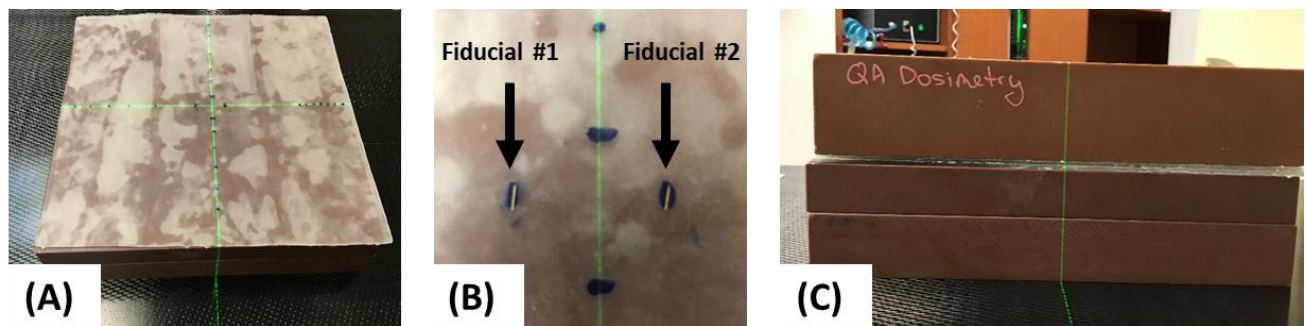 Fiducial #1
Fiducial #2
QA Dosimetry
(A)
(B)
(C)